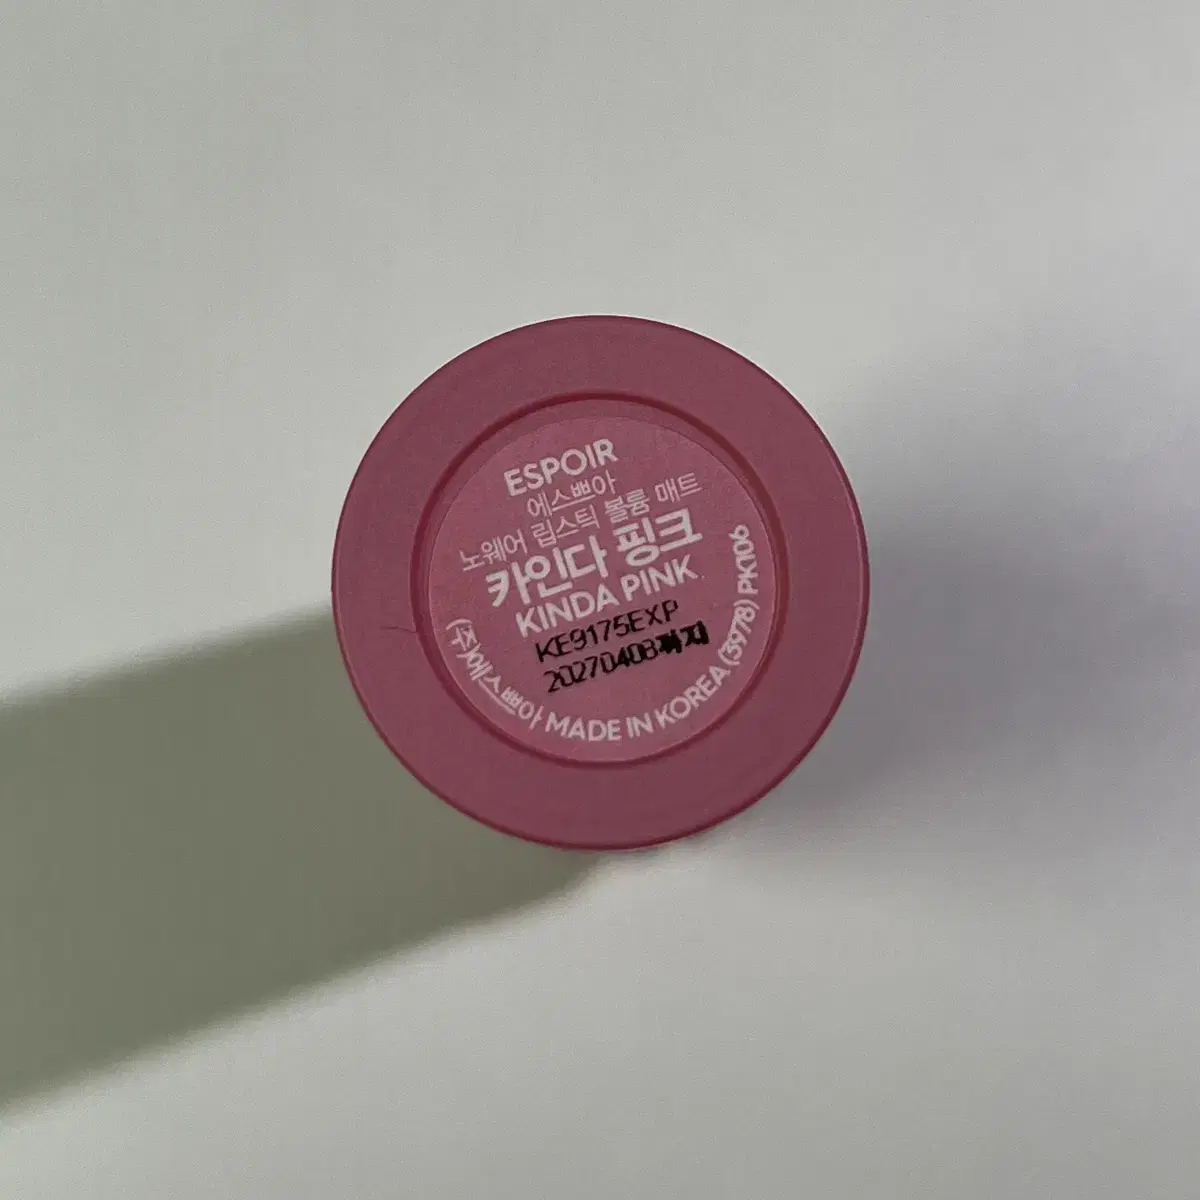 ESPOIR
에스쁘아
노웨어 립스틱 볼륨 매트
카인다 핑크
KINDA PINK
KE9175EXP
20270408까지
(주)에스쁘아 MADE IN KOREA (3978) PK106